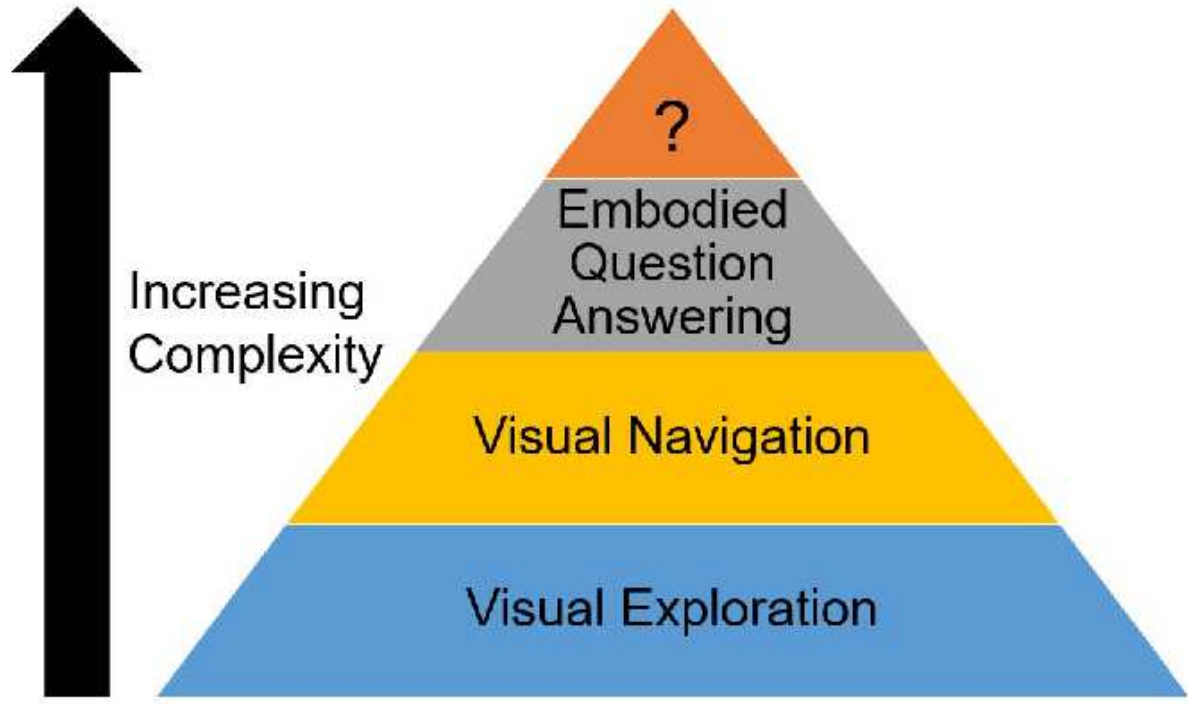 ?
Embodied
Question
Answering
Increasing
Complexity
Visual Navigation
Visual Exploration